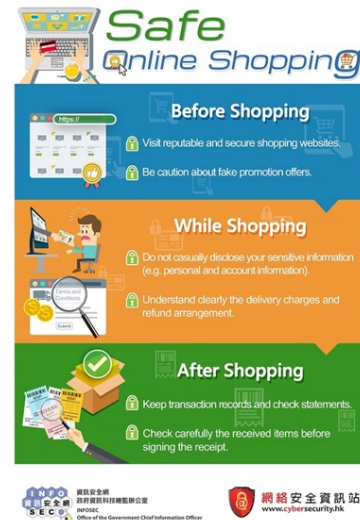 Safe
Online Shopping
Before Shopping
https://
Visit reputable and secure shopping websites.
Be caution about fake promotion offers.
While Shopping
Do not casually disclose your sensitive information
(e.g. personal and account information).
Terms and
Conditions
Submit
Understand clearly the delivery charges and
refund arrangement.
After Shopping
Keep transaction records and check statements.
Check carefully the received items before
signing the receipt.
INFO
資訊安全網
SEC
資訊安全網
政府資訊科技總監辦公室
INFOSEC
Office of the Government Chief Information Officer
網絡安全資訊站
www.cybersecurity.hk